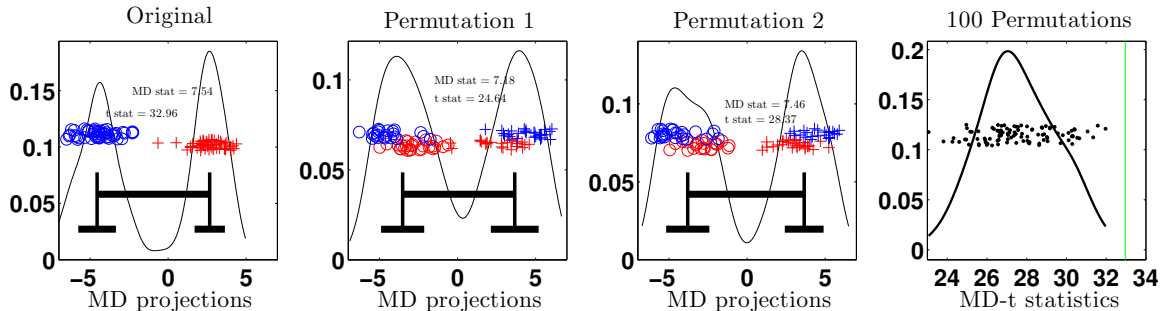 Original
MD stat = 7.54
t stat = 32.96
0.15
0.1
0.05
0
−5 0 5
MD projections
Permutation 1
MD stat = 7.18
t stat = 24.64
0.1
0.05
0
−5 0 5
MD projections
Permutation 2
MD stat = 7.46
t stat = 28.37
0.1
0.05
0
−5 0 5
MD projections
100 Permutations
0.2
0.15
0.1
0.05
0
24 26 28 30 32 34
MD-t statistics